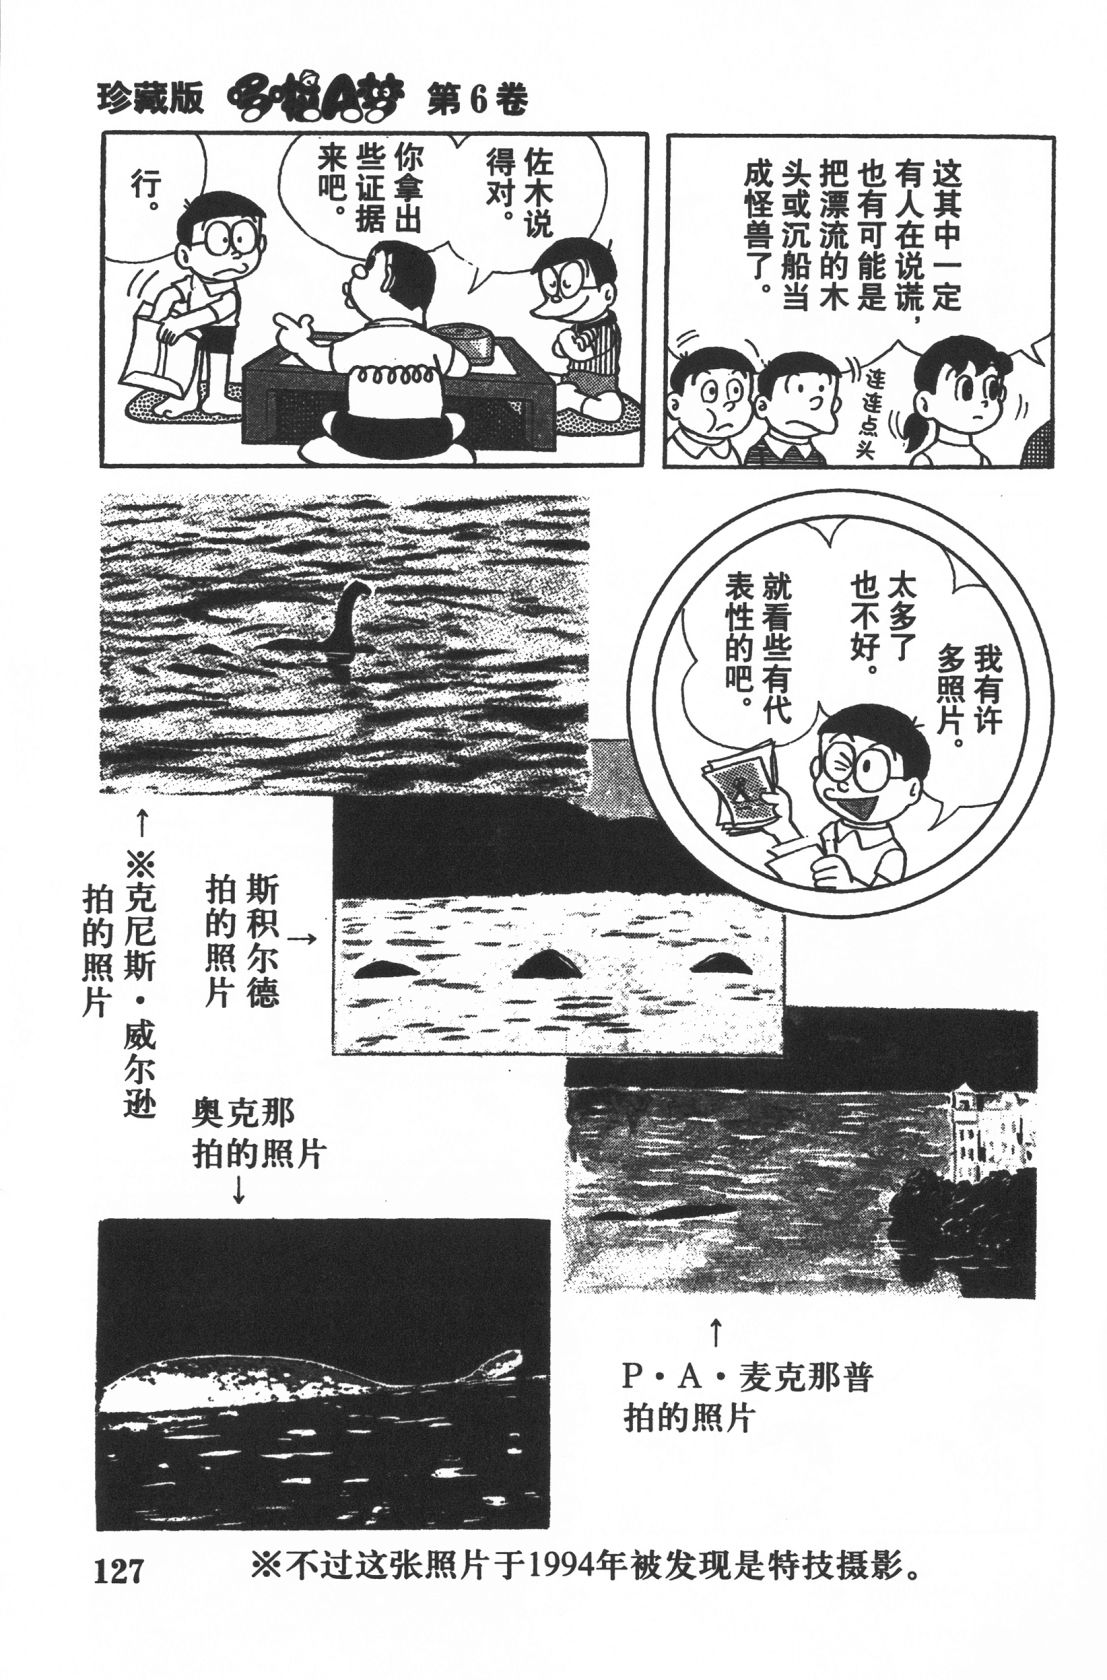 珍藏版 哆啦A梦 第6卷
这其中一定
有人在说谎，
也有可能是
把漂流的木
头或沉船当
成怪兽了。
连连点头
佐木说
得对。
你拿出
些证据
来吧。
行。
我有许
多照片。
太多了
也不好。
就看些有代
表性的吧。
↑
※克尼斯·威尔逊
拍的照片
斯积尔德
拍的照片
→
奥克那
拍的照片
↓
↑
P·A·麦克那普
拍的照片
127
※不过这张照片于1994年被发现是特技摄影。